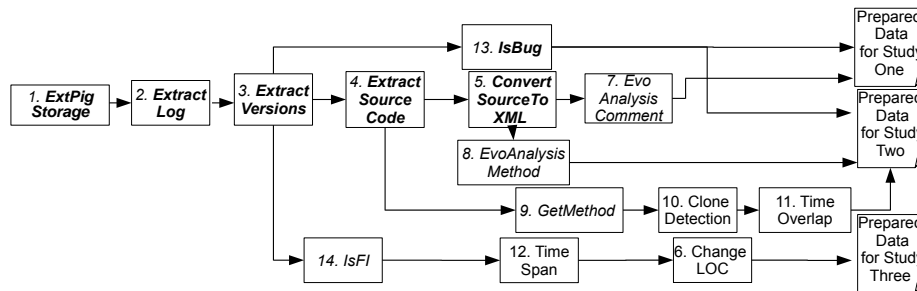 1. ExtPig
Storage
2. Extract
Log
3. Extract
Versions
13. IsBug
4. Extract
Source
Code
5. Convert
SourceTo
XML
7. Evo
Analysis
Comment
8. EvoAnalysis
Method
9. GetMethod
10. Clone
Detection
11. Time
Overlap
14. IsFI
12. Time
Span
6. Change
LOC
Prepared
Data
for Study
One
Prepared
Data
for Study
Two
Prepared
Data
for Study
Three